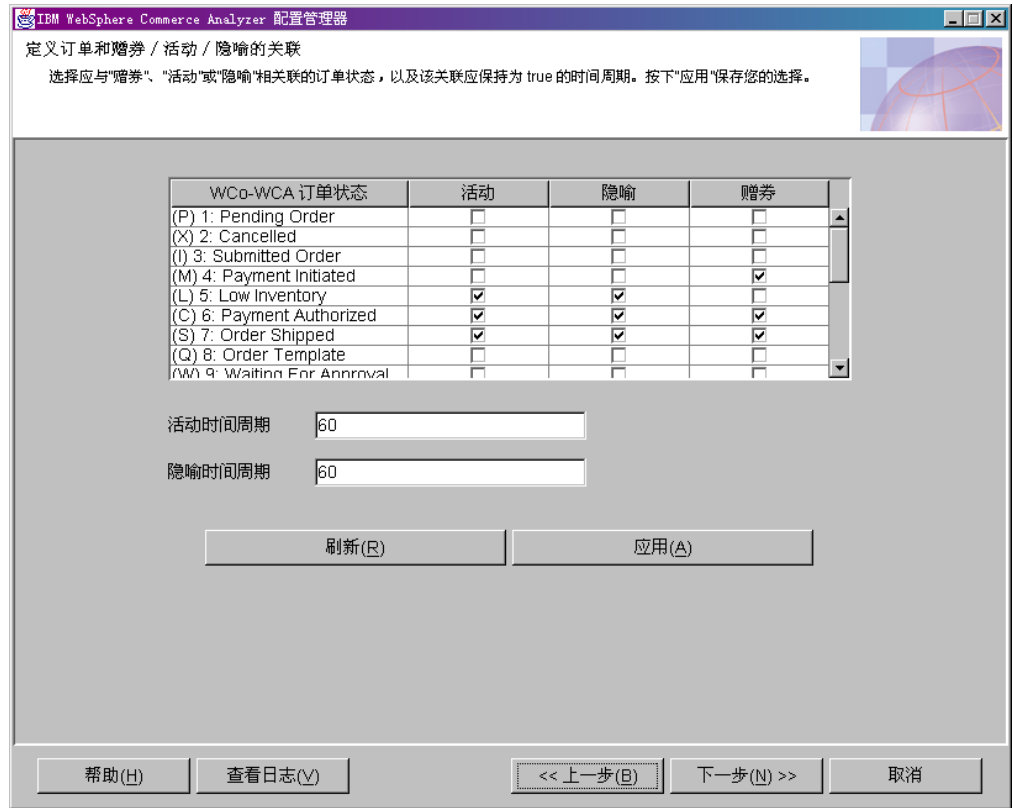 IBM WebSphere Commerce Analyzer 配置管理器
定义订单和赠券 / 活动 / 隐喻的关联
选择应与"赠券"、"活动"或"隐喻"相关联的订单状态，以及该关联应保持为 true 的时间周期。按下"应用"保存您的选择。
WCo-WCA 订单状态 活动 隐喻 赠券
(P) 1: Pending Order
(X) 2: Cancelled
(I) 3: Submitted Order
(M) 4: Payment Initiated
(L) 5: Low Inventory
(C) 6: Payment Authorized
(S) 7: Order Shipped
(Q) 8: Order Template
(W) 9: Waiting For Approval
活动时间周期 60
隐喻时间周期 60
刷新(R) 应用(A)
帮助(H) 查看日志(V) << 上一步(B) 下一步(N) >> 取消